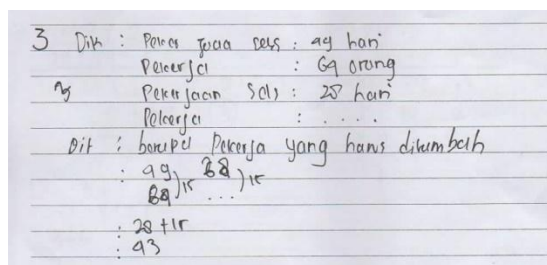 3 Dik : Pekerjaan sels : 49 hari
Pekerja : 64 orang
Pekerjaan Sels : 28 hari
Pekerja : ....
Dit : berapa Pekerja yang harus ditambah
: 49 ) 15 28 ) 15
64 ...
: 28 + 15
: 43